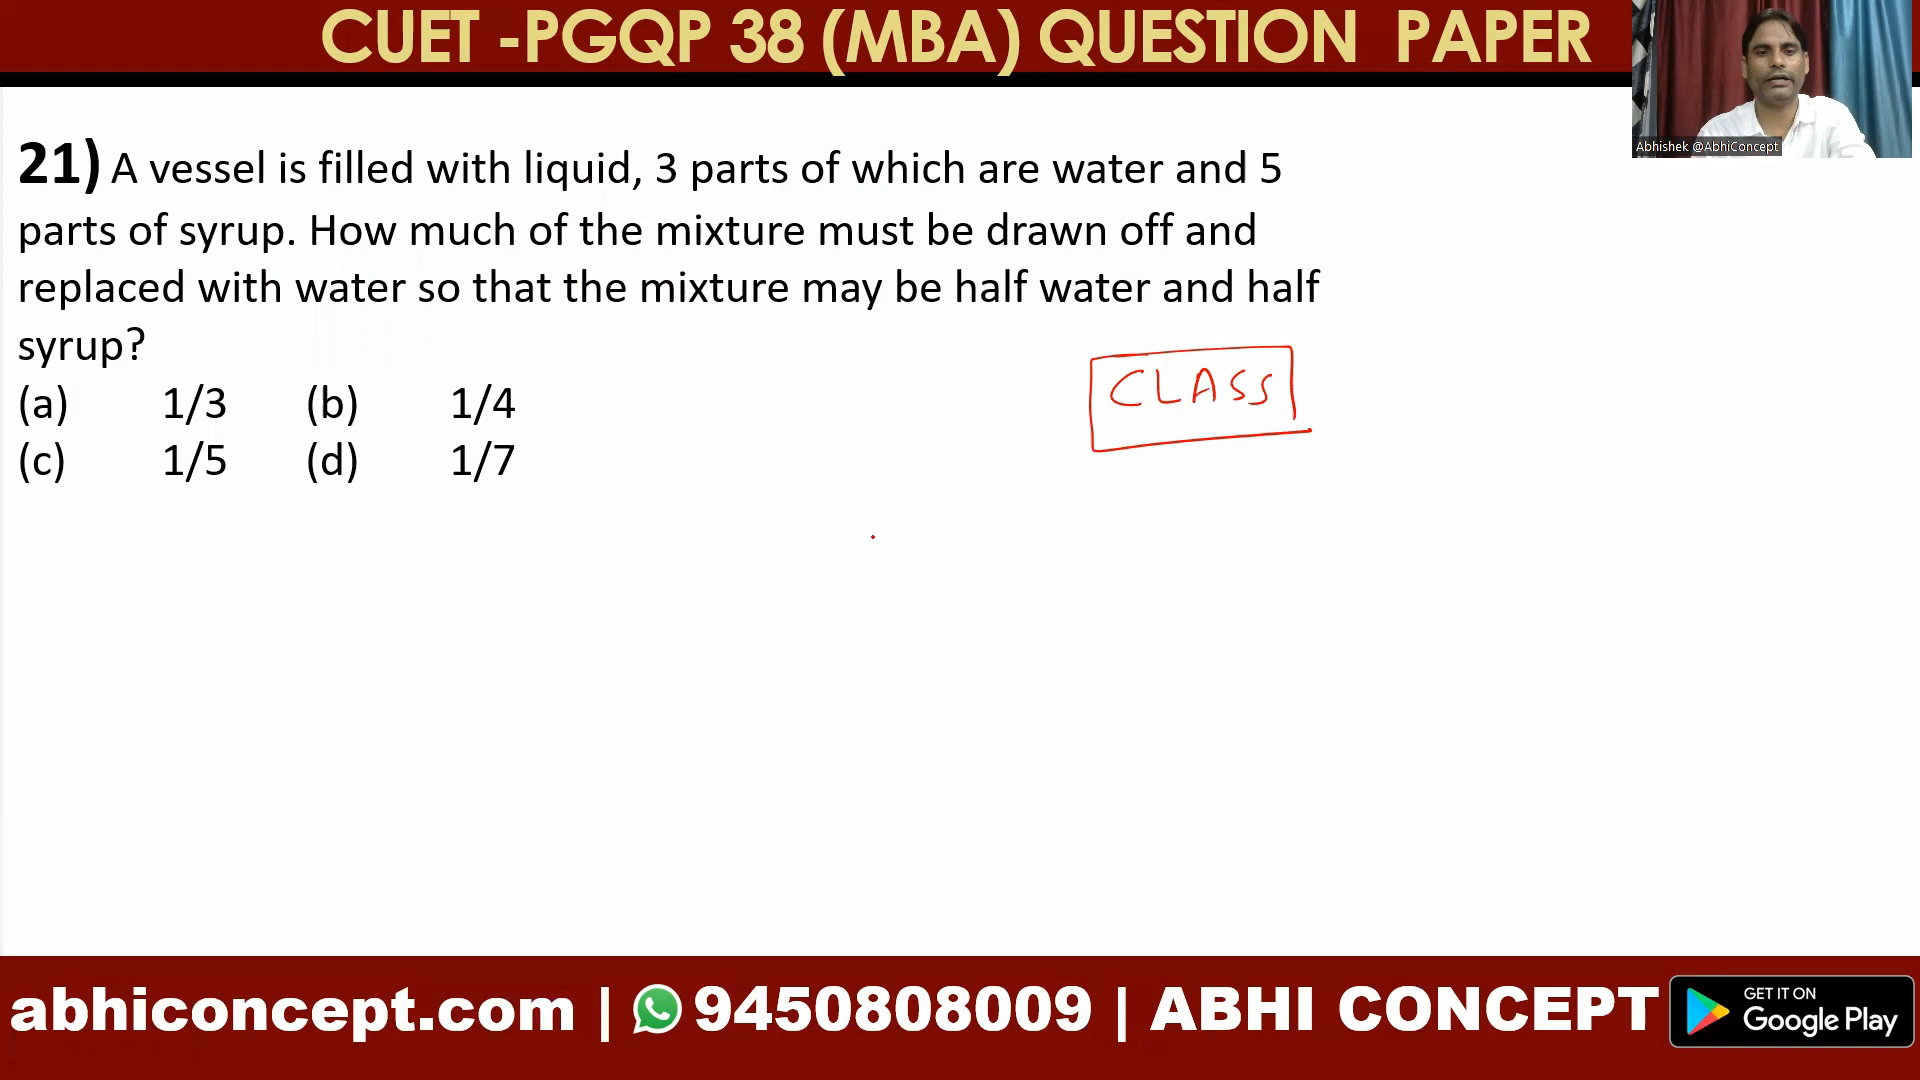 CUET -PGQP 38 (MBA) QUESTION PAPER
Abhishek @AbhiConcept
21) A vessel is filled with liquid, 3 parts of which are water and 5
parts of syrup. How much of the mixture must be drawn off and
replaced with water so that the mixture may be half water and half
syrup?
CLASS
(a) 1/3 (b) 1/4
(c) 1/5 (d) 1/7
abhiconcept.com | 9450808009 | ABHI CONCEPT
GET IT ON
Google Play